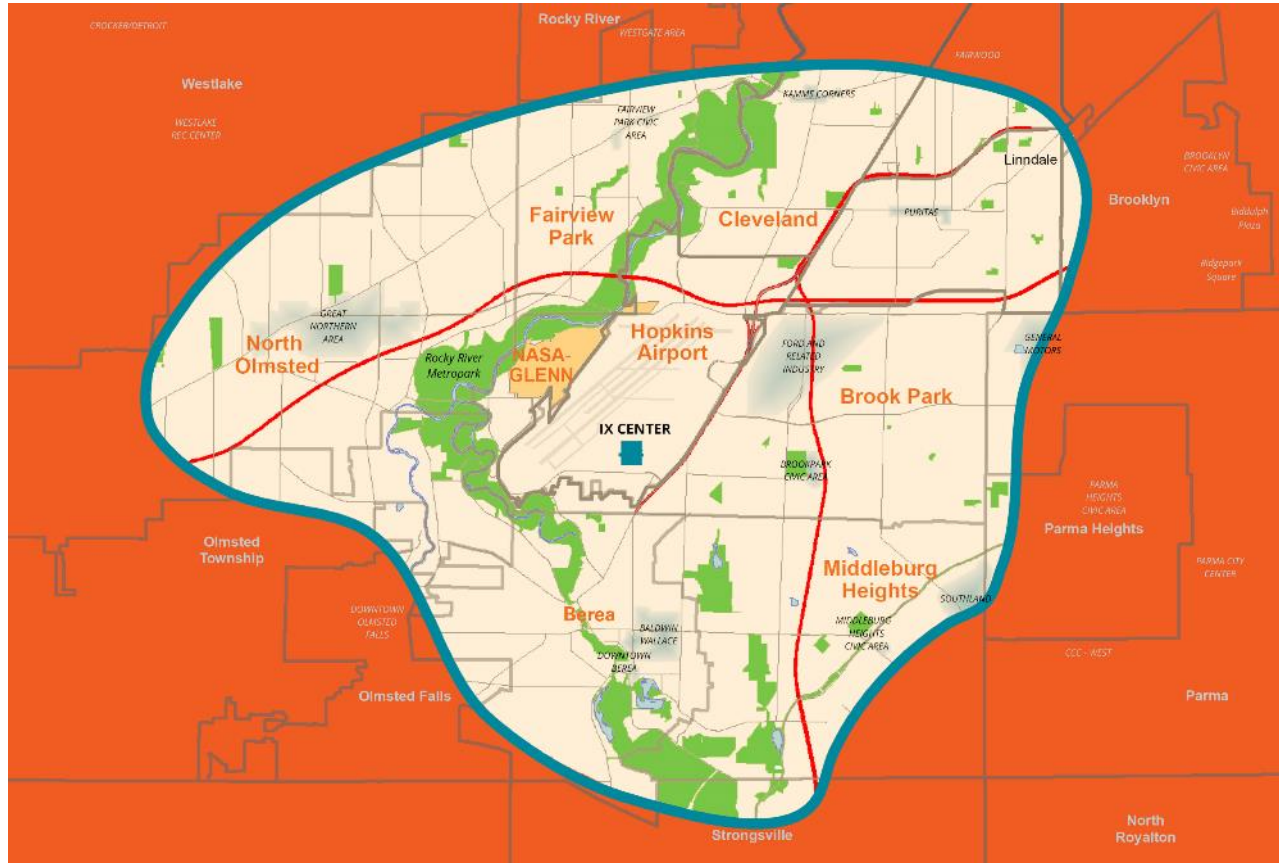 Rocky River
CROCKER/DETROIT
WESTGATE AREA
FAIRWOOD
Westlake
KAMMS CORNERS
FAIRVIEW
PARK CIVIC
AREA
WESTLAKE
REC CENTER
Linndale
BROOKLYN
CIVIC AREA
Brooklyn
Fairview
Park
Cleveland
PURITAS
Biddulph
Plaza
Ridgepark
Square
GREAT
NORTHERN
AREA
North
Olmsted
Rocky River
Metropark
NASA-
GLENN
Hopkins
Airport
FORD AND
RELATED
INDUSTRY
GENERAL
MOTORS
Brook Park
IX CENTER
BROOKPARK
CIVIC AREA
PARMA
HEIGHTS
CIVIC AREA
Parma Heights
Olmsted
Township
PARMA CITY
CENTER
Middleburg
Heights
SOUTHLAND
DOWNTOWN
OLMSTED
FALLS
Berea
BALDWIN
WALLACE
MIDDLEBURG
HEIGHTS
CIVIC AREA
DOWNTOWN
BEREA
CCC - WEST
Olmsted Falls
Parma
Strongsville
North
Royalton